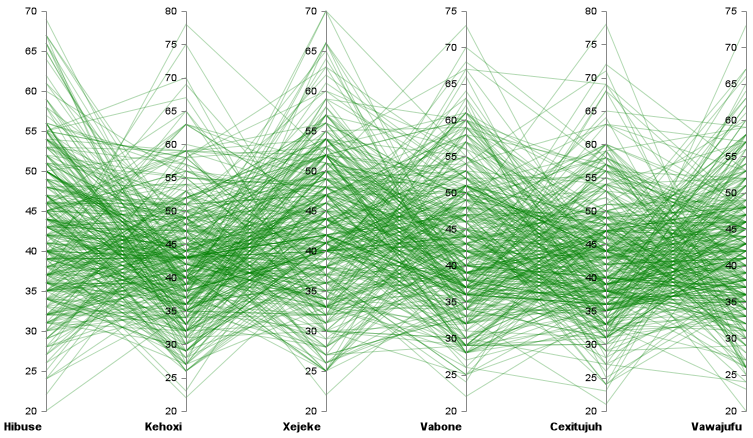 70 80 70 75 80 75
65 75 65 70 75 70
60 70 60 65 70 65
55 65 55 60 65 60
50 60 50 55 60 55
45 55 45 50 55 50
40 50 40 45 50 45
35 45 35 40 45 40
30 40 30 35 40 35
25 35 25 30 35 30
20 30 20 25 30 25
25 20 25 20
20 20
Hibuse Kehoxi Xejeke Vabone Cexitujuh Vawajufu